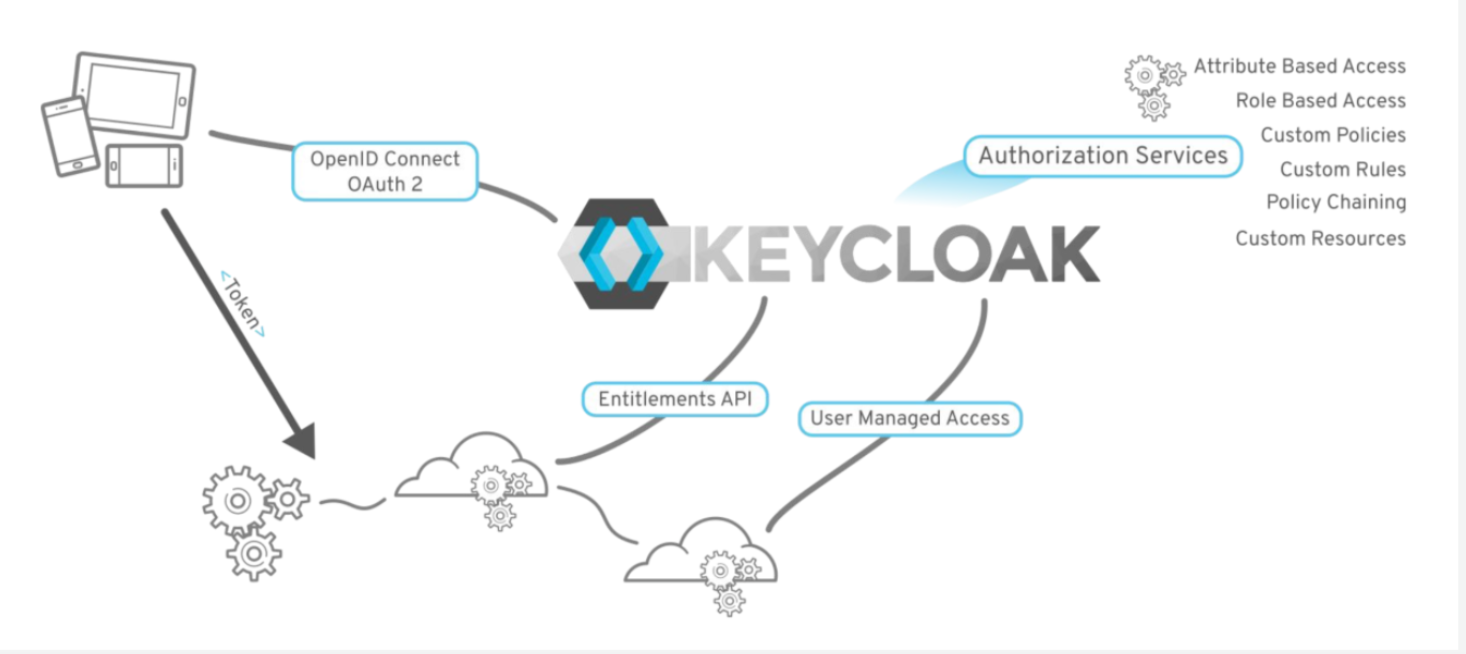 OpenID Connect
OAuth 2
<Token>
KEYCLOAK
Authorization Services
Attribute Based Access
Role Based Access
Custom Policies
Custom Rules
Policy Chaining
Custom Resources
Entitlements API
User Managed Access